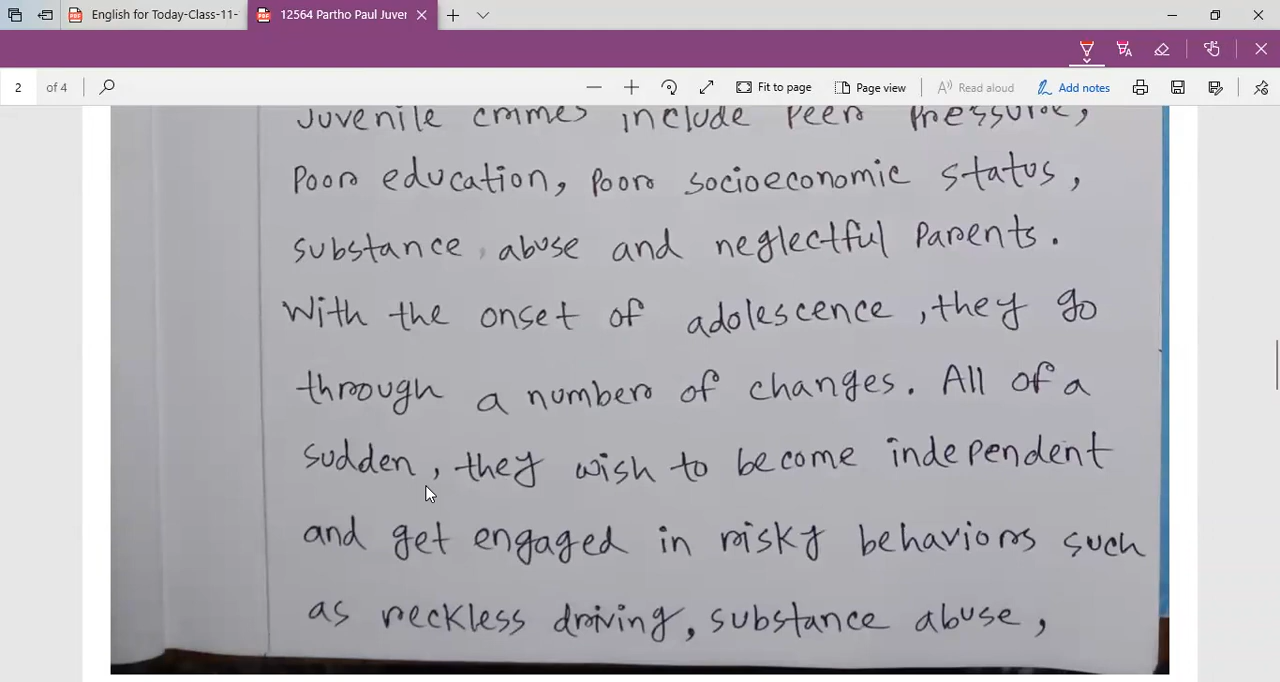 English for Today-Class-11-
12564 Partho Paul Juver
2 of 4
Fit to page
Page view
Read aloud
Add notes
Juvenile crimes include Peer Pressure,
Poor education, Poor socioeconomic status,
substance abuse and neglectful Parents.
With the onset of adolescence, they go
through a number of changes. All of a
sudden, they wish to become independent
and get engaged in risky behaviors such
as reckless driving, substance abuse,